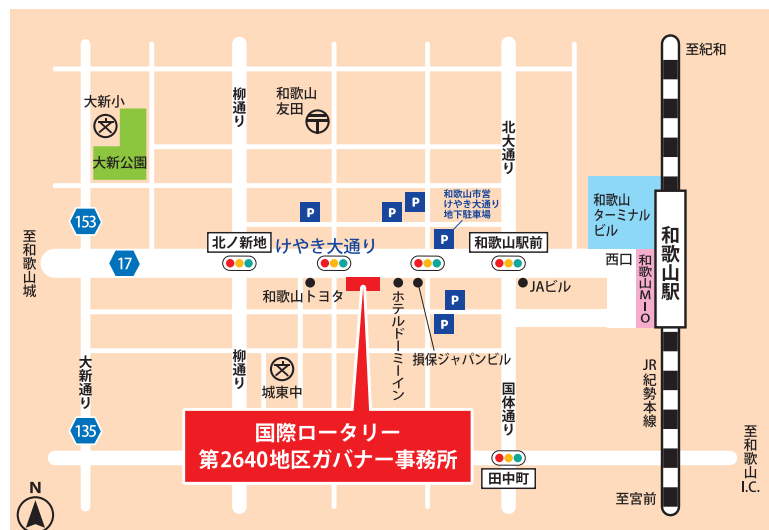 至紀和
大新小
大新公園
柳通り
和歌山
友田
北大通り
和歌山
ターミナル
ビル
和歌山市営
けやき大通り
地下駐車場
P
P
P
P
153
17
至和歌山城
北ノ新地
けやき大通り
和歌山駅前
西口
和歌山MIO
和歌山駅
和歌山トヨタ
ホテルドーミーイン
損保ジャパンビル
JAビル
P
P
大新通り
柳通り
城東中
国体通り
JR紀勢本線
135
国際ロータリー
第2640地区ガバナー事務所
田中町
至和歌山I.C.
至宮前
N